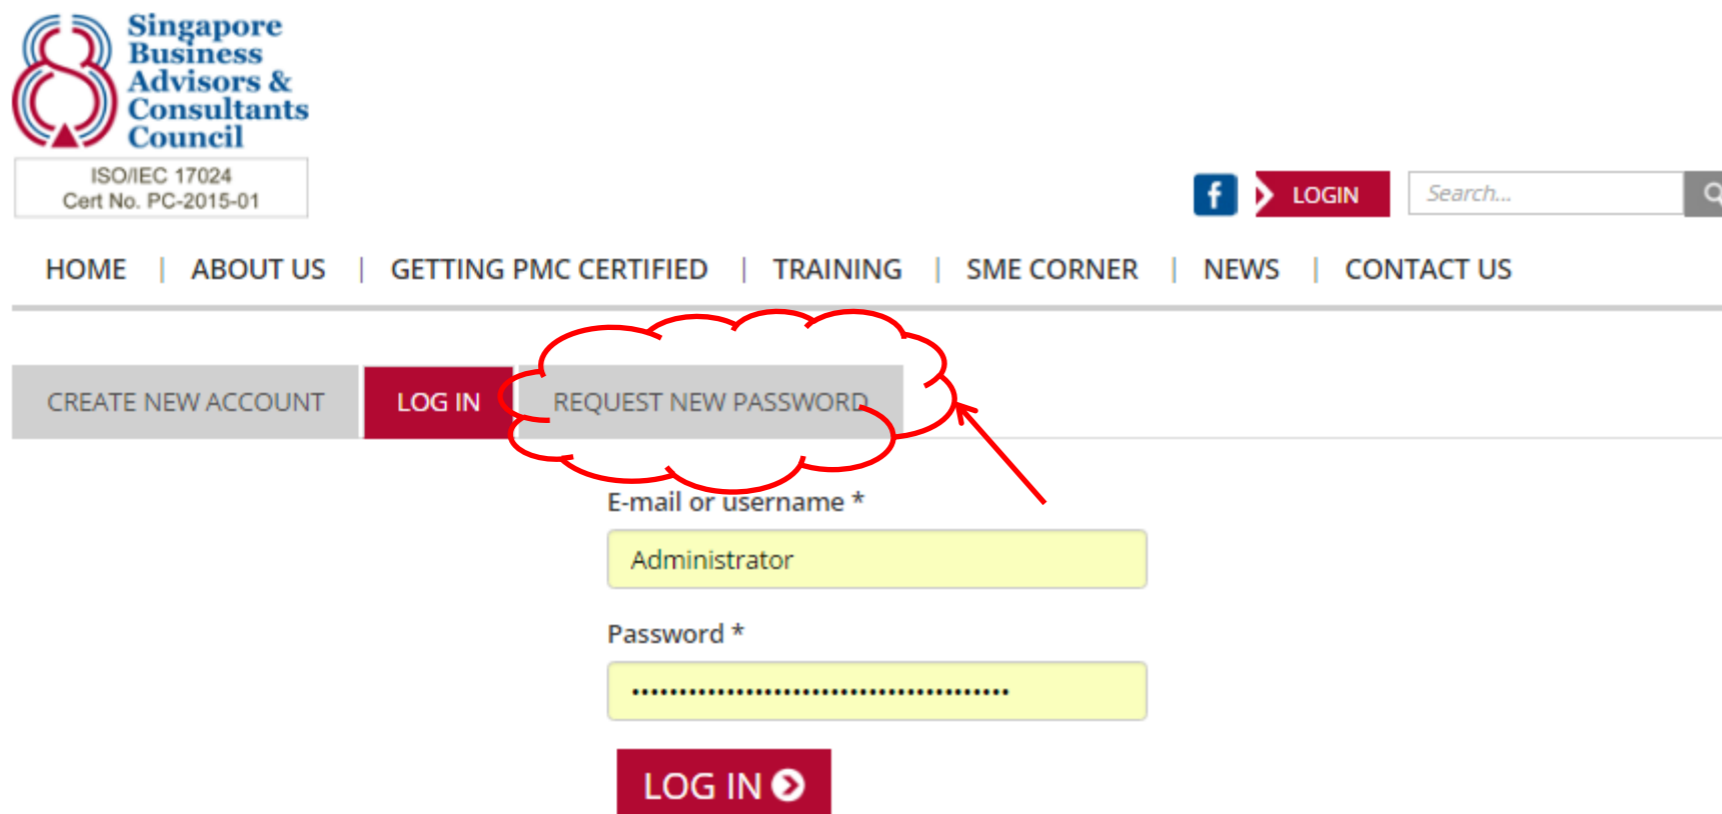 Singapore
Business
Advisors &
Consultants
Council
ISO/IEC 17024
Cert No. PC-2015-01
f
LOGIN
Search...
HOME | ABOUT US | GETTING PMC CERTIFIED | TRAINING | SME CORNER | NEWS | CONTACT US
CREATE NEW ACCOUNT
LOG IN
REQUEST NEW PASSWORD
E-mail or username *
Administrator
Password *
LOG IN